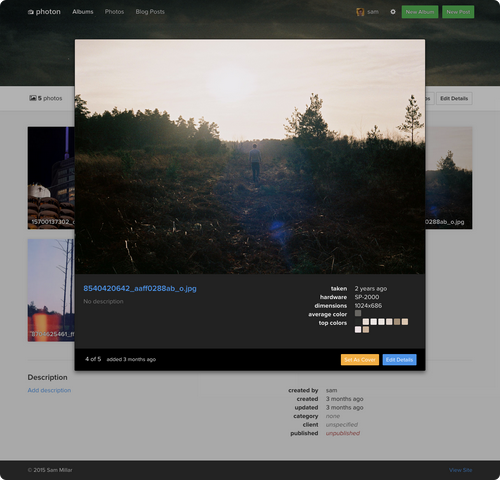 photon Albums Photos Blog Posts sam New Album New Post
5 photos
Edit Details
8540420642_aaff0288ab_o.jpg
No description
taken 2 years ago
hardware SP-2000
dimensions 1024x686
average color
top colors
4 of 5 added 3 months ago Set As Cover Edit Details
Description
Add description
created by sam
created 3 months ago
updated 3 months ago
category none
client unspecified
published unpublished
© 2015 Sam Miller View Site